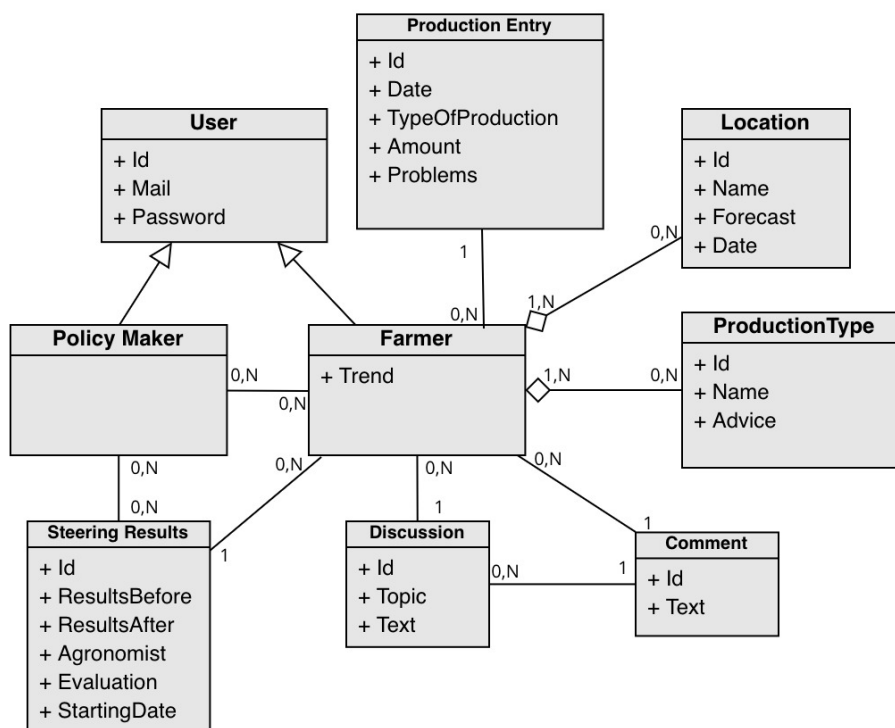 Production Entry
+ Id
+ Date
+ TypeOfProduction
+ Amount
+ Problems
User
+ Id
+ Mail
+ Password
Location
+ Id
+ Name
+ Forecast
+ Date
1
0,N
0,N
1,N
Policy Maker
Farmer
+ Trend
ProductionType
+ Id
+ Name
+ Advice
0,N
0,N
1,N
0,N
0,N
0,N
0,N
0,N
0,N
1
1
1
Steering Results
+ Id
+ ResultsBefore
+ ResultsAfter
+ Agronomist
+ Evaluation
+ StartingDate
Discussion
+ Id
+ Topic
+ Text
0,N
1
Comment
+ Id
+ Text